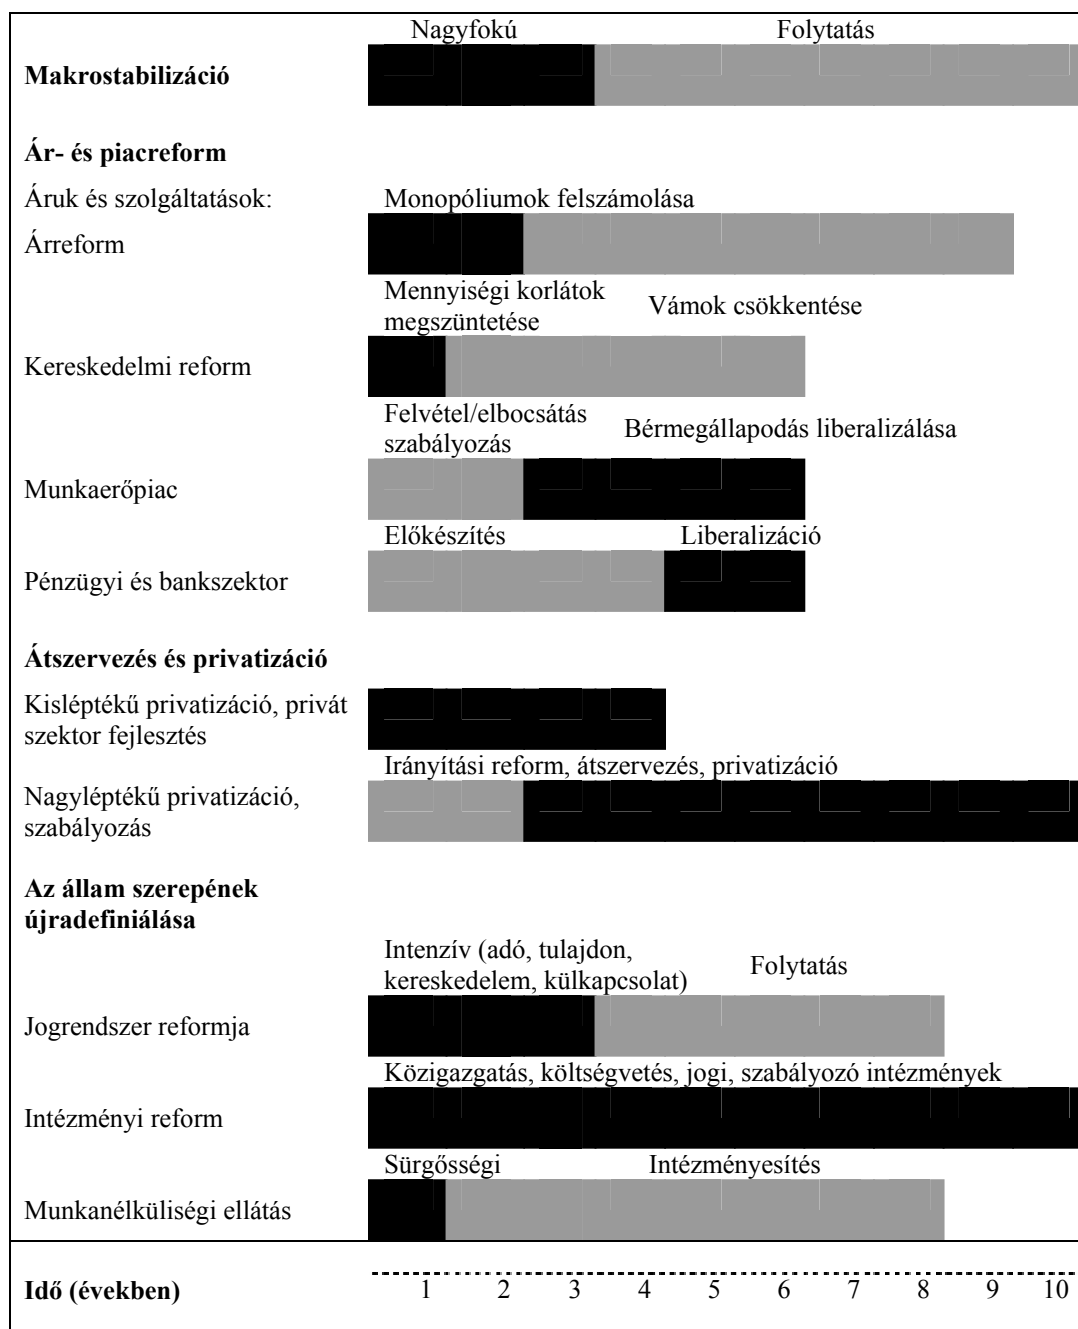 Nagyfokú Folytatás
Makrostabilizáció
Ár- és piacreform
Áruk és szolgáltatások: Monopóliumok felszámolása
Árreform
Mennyiségi korlátok
megszüntetése Vámok csökkentése
Kereskedelmi reform
Felvétel/elbocsátás
szabályozás Bérmegállapodás liberalizálása
Munkaerőpiac
Előkészítés Liberalizáció
Pénzügyi és bankszektor
Átszervezés és privatizáció
Kisléptékű privatizáció, privát
szektor fejlesztés
Irányítási reform, átszervezés, privatizáció
Nagyléptékű privatizáció,
szabályozás
Az állam szerepének
újradefiniálása
Intenzív (adó, tulajdon,
kereskedelem, külkapcsolat) Folytatás
Jogrendszer reformja
Közigazgatás, költségvetés, jogi, szabályozó intézmények
Intézményi reform
Sürgősségi Intézményesítés
Munkanélküliségi ellátás
Idő (években) 1 2 3 4 5 6 7 8 9 10